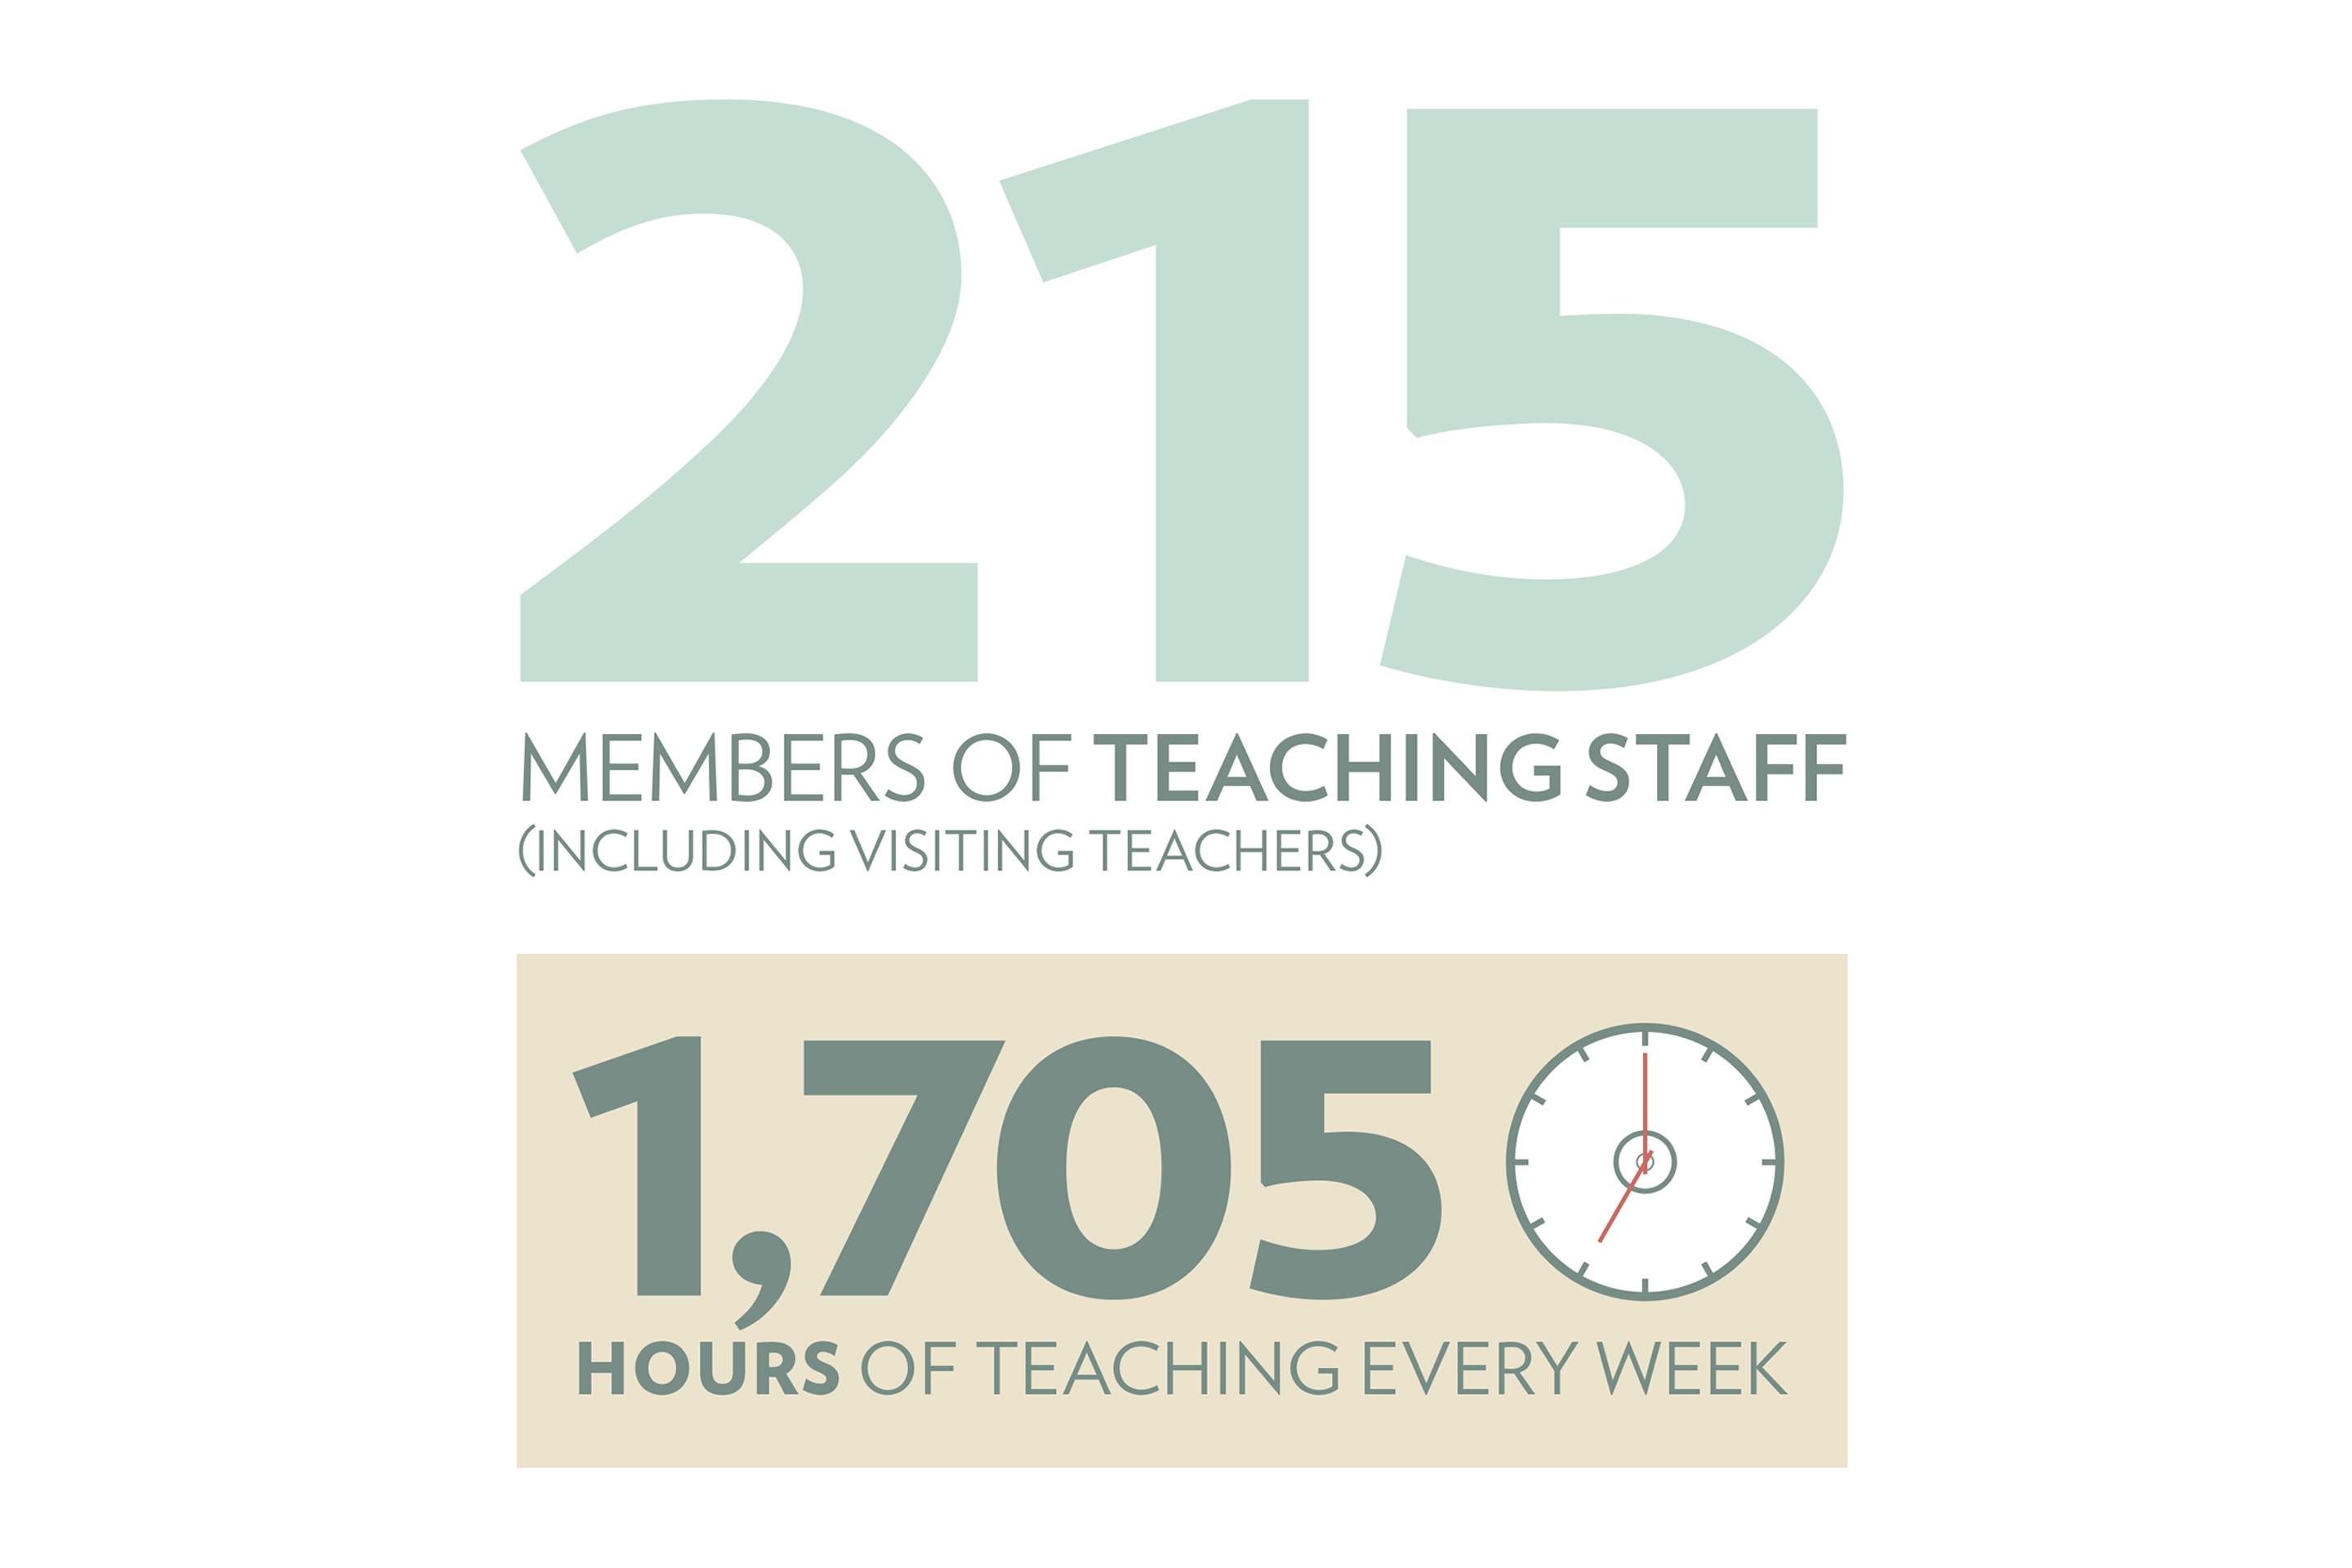 215
MEMBERS OF TEACHING STAFF
(INCLUDING VISITING TEACHERS)
1,705
HOURS OF TEACHING EVERY WEEK